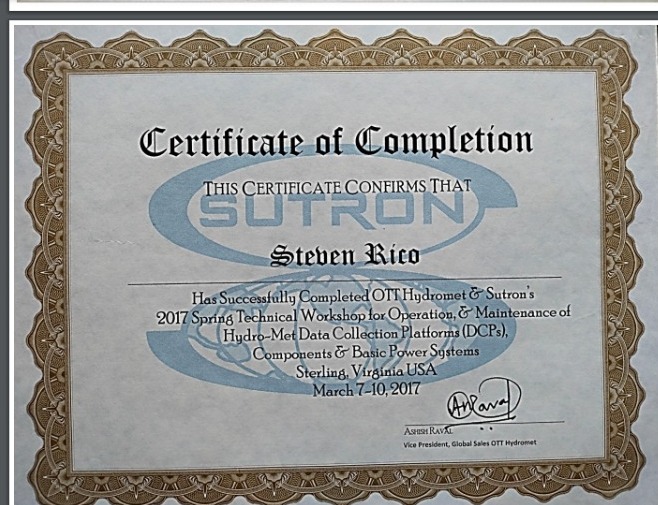 Certificate of Completion
THIS CERTIFICATE CONFIRMS THAT
SUTRON
Steven Rico
Has Successfully Completed OTT Hydromet & Sutron's
2017 Spring Technical Workshop for Operation, & Maintenance of
Hydro-Met Data Collection Platforms (DCPs),
Components & Basic Power Systems
Sterling, Virginia USA
March 7-10, 2017
ASHISH RAVAL
Vice President, Global Sales OTT Hydromet